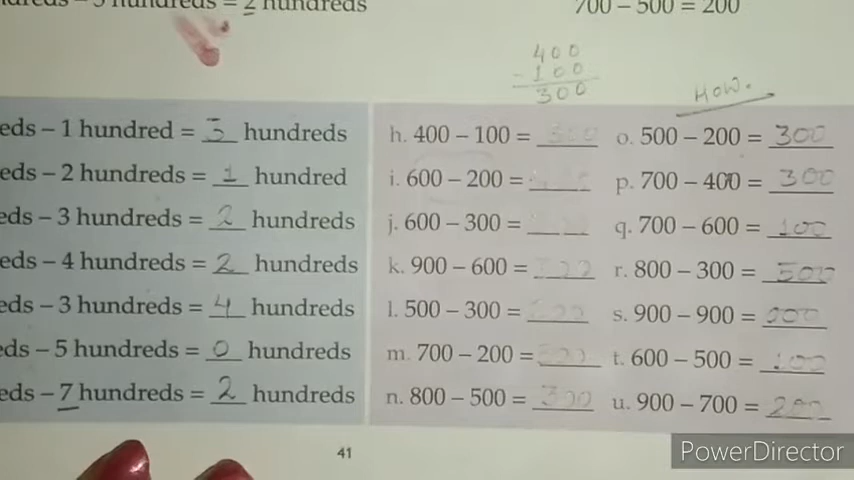 hundreds = 2 hundreds
700 – 500 = 200
400
- 100
300
HOW.
eds – 1 hundred = 3 hundreds
eds – 2 hundreds = 1 hundred
eds – 3 hundreds = 2 hundreds
eds – 4 hundreds = 2 hundreds
eds – 3 hundreds = 4 hundreds
eds – 5 hundreds = 0 hundreds
eds – 7 hundreds = 2 hundreds
h. 400 – 100 = 300
i. 600 – 200 =
j. 600 – 300 =
k. 900 – 600 =
l. 500 – 300 =
m. 700 – 200 =
n. 800 – 500 = 300
o. 500 – 200 = 300
p. 700 – 400 = 300
q. 700 – 600 = 100
r. 800 – 300 = 500
s. 900 – 900 = 000
t. 600 – 500 = 100
u. 900 – 700 = 200
41
PowerDirector